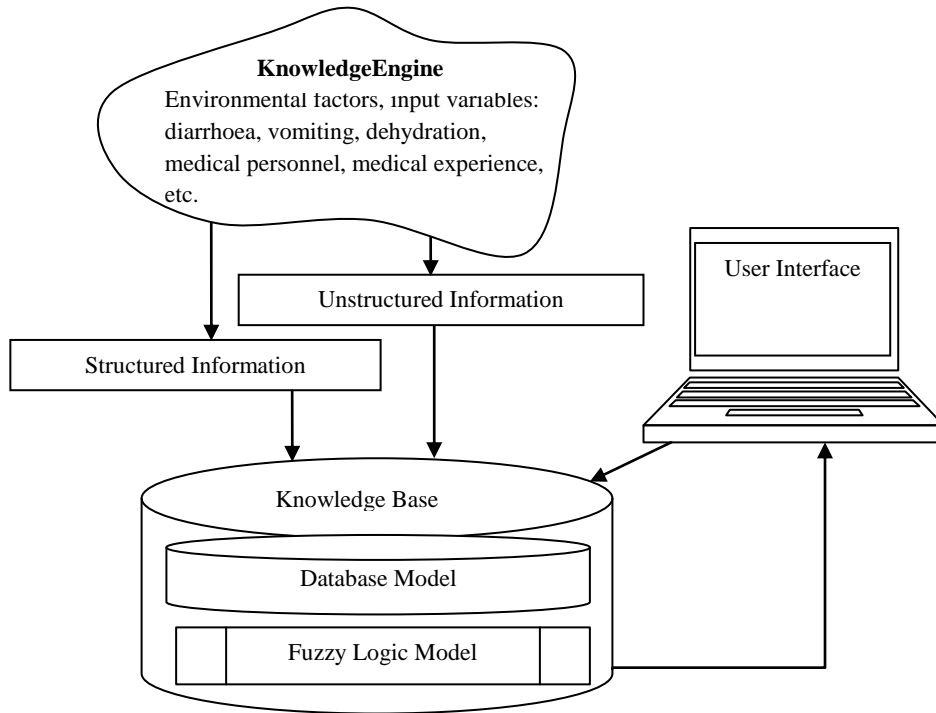 KnowledgeEngine
Environmental factors, input variables:
diarrhoea, vomiting, dehydration,
medical personnel, medical experience,
etc.
User Interface
Unstructured Information
Structured Information
Knowledge Base
Database Model
Fuzzy Logic Model